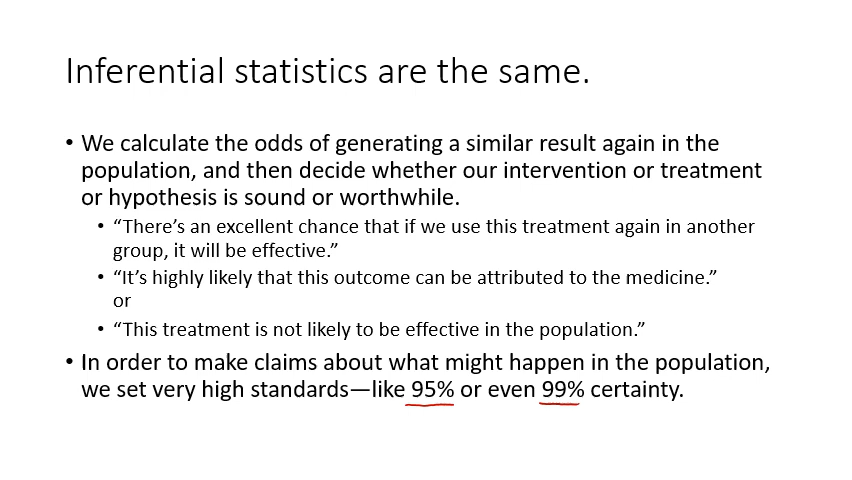 Inferential statistics are the same.
• We calculate the odds of generating a similar result again in the
population, and then decide whether our intervention or treatment
or hypothesis is sound or worthwhile.
• “There’s an excellent chance that if we use this treatment again in another
group, it will be effective.”
• “It’s highly likely that this outcome can be attributed to the medicine.”
or
• “This treatment is not likely to be effective in the population.”
• In order to make claims about what might happen in the population,
we set very high standards—like 95% or even 99% certainty.